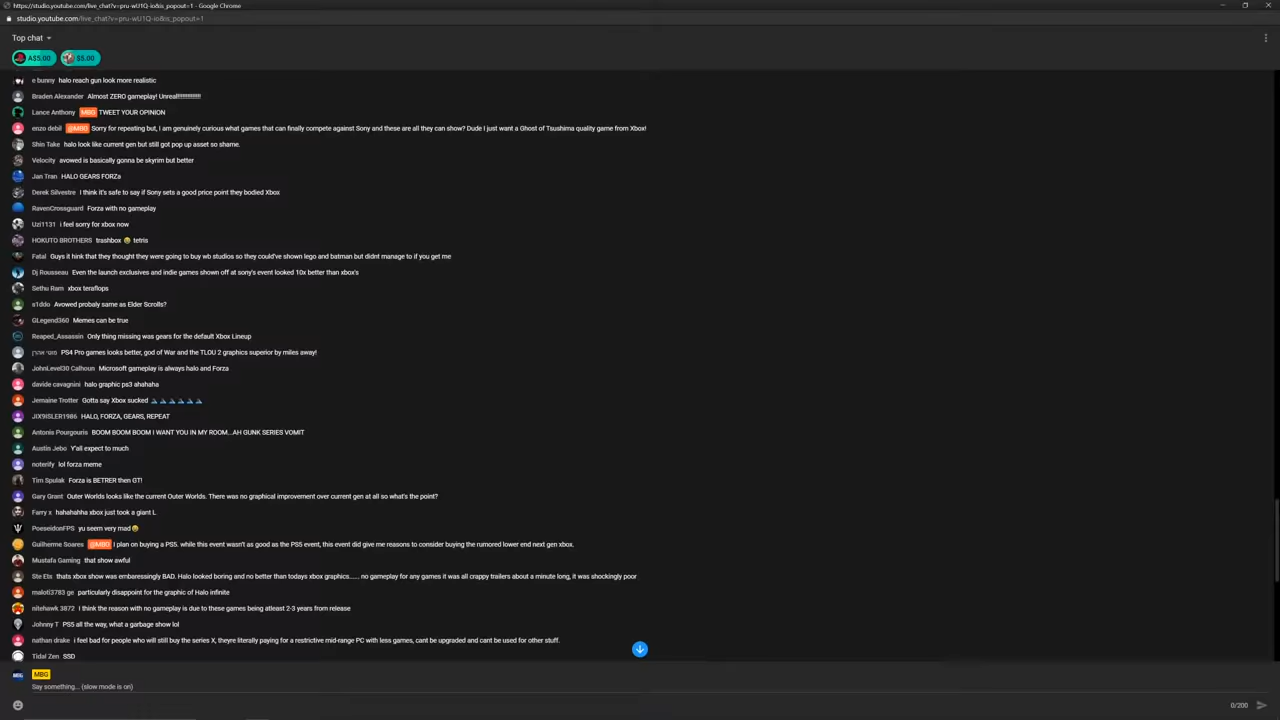 https://studio.youtube.com/live_chat?v=pru-wU1Q-io&is_popout=1 - Google Chrome
studio.youtube.com/live_chat?v=pru-wU1Q-io&is_popout=1
Top chat
A$5.00 $5.00
e bunny halo reach gun look more realistic
Braden Alexander Almost ZERO gameplay! Unreal!!!!!!!!!!!!!!!!
Lance Anthony MBG TWEET YOUR OPINION
enzo debil @MBG Sorry for repeating but, I am genuinely curious what games that can finally compete against Sony and these are all they can show? Dude I just want a Ghost of Tsushima quality game from Xbox!
Shin Take halo look like current gen but still got pop up asset so shame.
Velocity avowed is basically gonna be skyrim but better
Jan Tran HALO GEARS FORZa
Derek Silvestre I think it's safe to say if Sony sets a good price point they bodied Xbox
RavenCrossguard Forza with no gameplay
Uzi1131 i feel sorry for xbox now
HOKUTO BROTHERS trashbox 🤢 tetris
Fatal Guys it hink that they thought they were going to buy wb studios so they could've shown lego and batman but didnt manage to if you get me
Dj Rousseau Even the launch exclusives and indie games shown off at sony's event looked 10x better than xbox's
Sethu Ram xbox teraflops
s1ddo Avowed probaly same as Elder Scrolls?
GLegend360 Memes can be true
Reaped_Assassin Only thing missing was gears for the default Xbox Lineup
מוטי אהרון PS4 Pro games looks better, god of War and the TLOU 2 graphics superior by miles away!
JohnLevel30 Calhoun Microsoft gameplay is always halo and Forza
davide cavagnini halo graphic ps3 ahahaha
Jemaine Trotter Gotta say Xbox sucked
JIX9ISLER1986 HALO, FORZA, GEARS, REPEAT
Antonis Pourgouris BOOM BOOM BOOM I WANT YOU IN MY ROOM...AH GUNK SERIES VOMIT
Austin Jebo Y'all expect to much
noterify lol forza meme
Tim Spulak Forza is BETRER then GT!
Gary Grant Outer Worlds looks like the current Outer Worlds. There was no graphical improvement over current gen at all so what's the point?
Farry x hahahahha xbox just took a giant L
PoeseidonFPS yu seem very mad
Guilherme Soares @MBG I plan on buying a PS5. while this event wasn't as good as the PS5 event, this event did give me reasons to consider buying the rumored lower end next gen xbox.
Mustafa Gaming that show awful
Ste Ets thats xbox show was embaressingly BAD. Halo looked boring and no better than todays xbox graphics...... no gameplay for any games it was all crappy trailers about a minute long, it was shockingly poor
maloti3783 ge particularly disappoint for the graphic of Halo infinite
nitehawk 3872 I think the reason with no gameplay is due to these games being atleast 2-3 years from release
Johnny T PS5 all the way, what a garbage show lol
nathan drake i feel bad for people who will still buy the series X, theyre literally paying for a restrictive mid-range PC with less games, cant be upgraded and cant be used for other stuff.
Tidal Zen SSD
MBG
Say something... (slow mode is on)
0/200